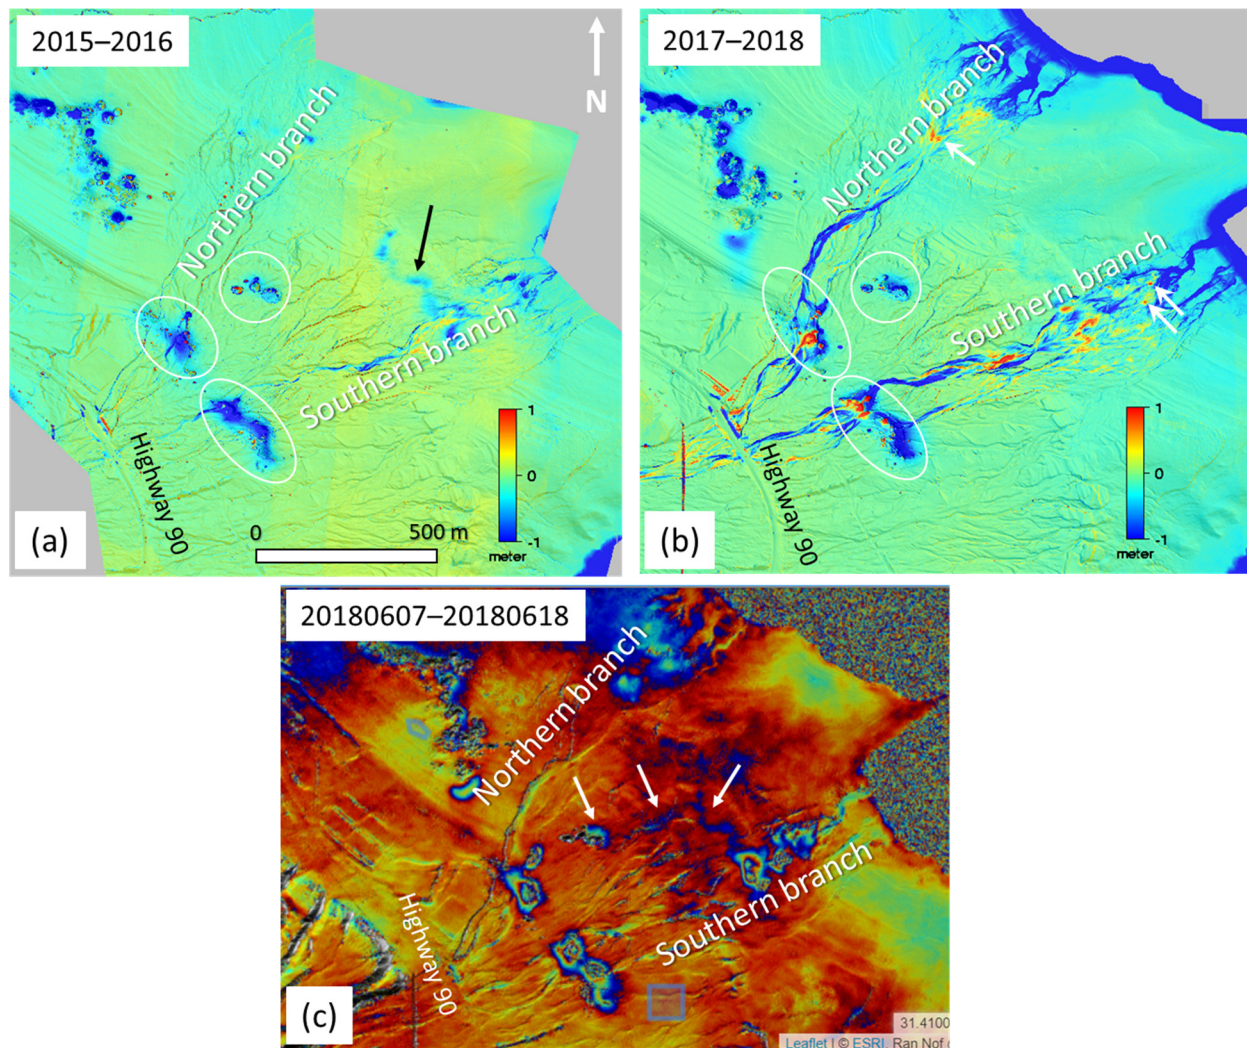 2015–2016
N
Northern branch
Southern branch
Highway 90
0
500 m
1
0
-1
meter
(a)
2017–2018
Northern branch
Southern branch
Highway 90
1
0
-1
meter
(b)
20180607–20180618
Northern branch
Southern branch
Highway 90
(c)
31.4100
Leaflet | © ESRI, Ran Nof